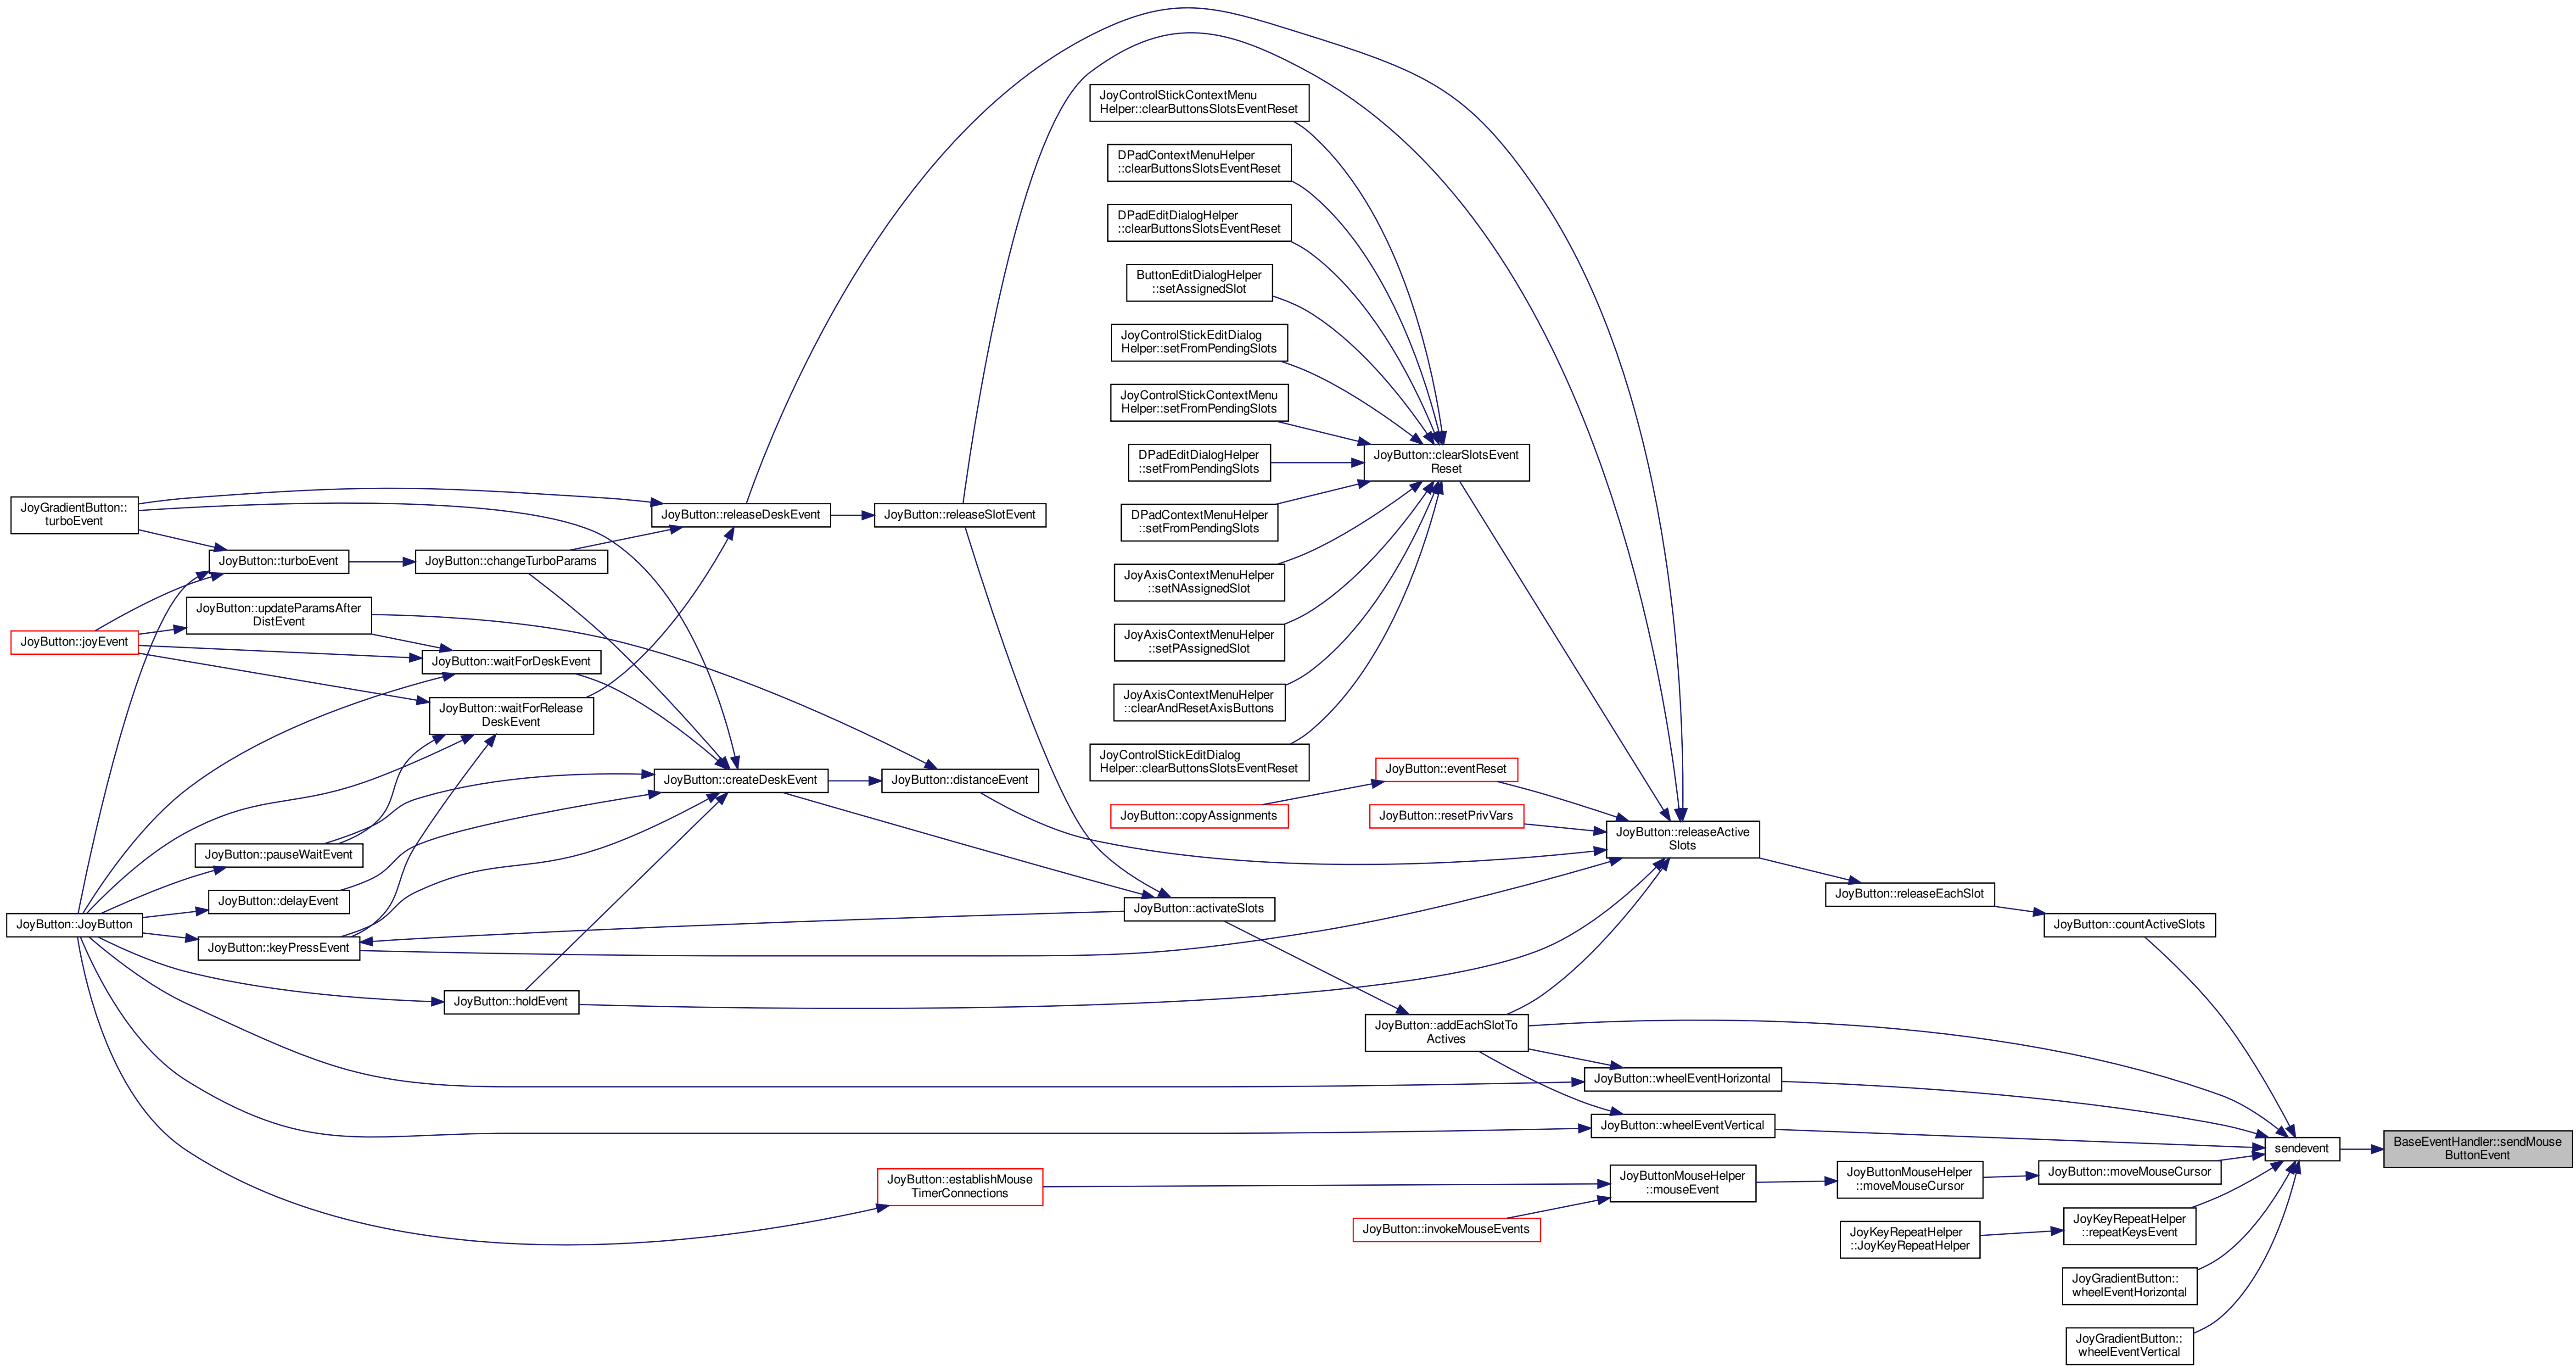 JoyControlStickContextMenu
Helper::clearButtonsSlotsEventReset
DPadContextMenuHelper
::clearButtonsSlotsEventReset
DPadEditDialogHelper
::clearButtonsSlotsEventReset
ButtonEditDialogHelper
::setAssignedSlot
JoyControlStickEditDialog
Helper::setFromPendingSlots
JoyControlStickContextMenu
Helper::setFromPendingSlots
DPadEditDialogHelper
::setFromPendingSlots
DPadContextMenuHelper
::setFromPendingSlots
JoyAxisContextMenuHelper
::setNAssignedSlot
JoyAxisContextMenuHelper
::setPAssignedSlot
JoyAxisContextMenuHelper
::clearAndResetAxisButtons
JoyControlStickEditDialog
Helper::clearButtonsSlotsEventReset
JoyButton::clearSlotsEvent
Reset
JoyGradientButton::
turboEvent
JoyButton::releaseDeskEvent
JoyButton::releaseSlotEvent
JoyButton::turboEvent
JoyButton::changeTurboParams
JoyButton::updateParamsAfter
DistEvent
JoyButton::joyEvent
JoyButton::waitForDeskEvent
JoyButton::waitForRelease
DeskEvent
JoyButton::createDeskEvent
JoyButton::distanceEvent
JoyButton::eventReset
JoyButton::copyAssignments
JoyButton::resetPrivVars
JoyButton::releaseActive
Slots
JoyButton::pauseWaitEvent
JoyButton::delayEvent
JoyButton::JoyButton
JoyButton::keyPressEvent
JoyButton::activateSlots
JoyButton::releaseEachSlot
JoyButton::countActiveSlots
JoyButton::holdEvent
JoyButton::addEachSlotTo
Actives
JoyButton::wheelEventHorizontal
JoyButton::wheelEventVertical
sendevent
BaseEventHandler::sendMouse
ButtonEvent
JoyButton::establishMouse
TimerConnections
JoyButtonMouseHelper
::mouseEvent
JoyButtonMouseHelper
::moveMouseCursor
JoyButton::moveMouseCursor
JoyButton::invokeMouseEvents
JoyKeyRepeatHelper
::JoyKeyRepeatHelper
JoyKeyRepeatHelper
::repeatKeysEvent
JoyGradientButton::
wheelEventHorizontal
JoyGradientButton::
wheelEventVertical